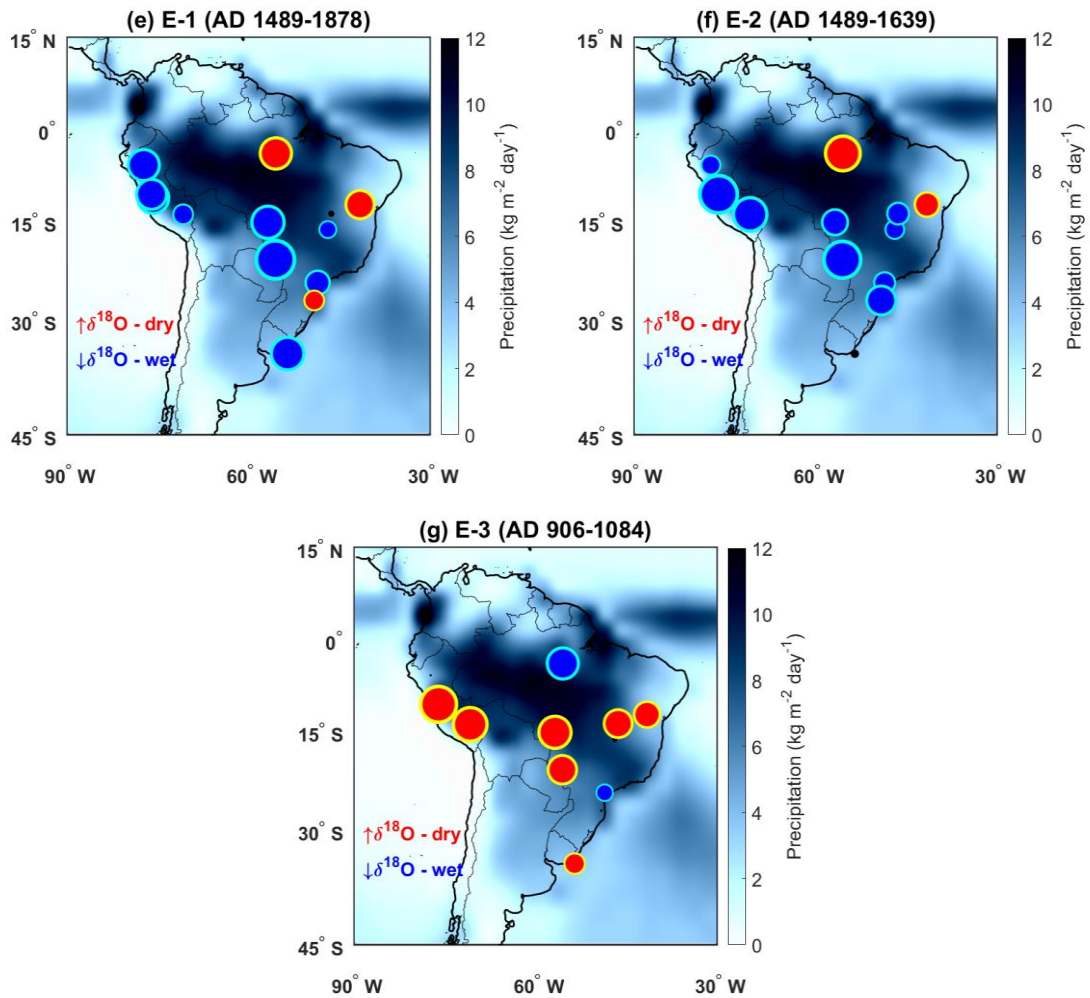 (e) E-1 (AD 1489-1878)
15° N
0°
15° S
30° S
45° S
90° W
60° W
30° W
↑δ¹⁸O - dry
↓δ¹⁸O - wet
12
10
8
6
4
2
0
Precipitation (kg m⁻² day⁻¹)
(f) E-2 (AD 1489-1639)
15° N
0°
15° S
30° S
45° S
90° W
60° W
30° W
↑δ¹⁸O - dry
↓δ¹⁸O - wet
12
10
8
6
4
2
0
Precipitation (kg m⁻² day⁻¹)
(g) E-3 (AD 906-1084)
15° N
0°
15° S
30° S
45° S
90° W
60° W
30° W
↑δ¹⁸O - dry
↓δ¹⁸O - wet
12
10
8
6
4
2
0
Precipitation (kg m⁻² day⁻¹)